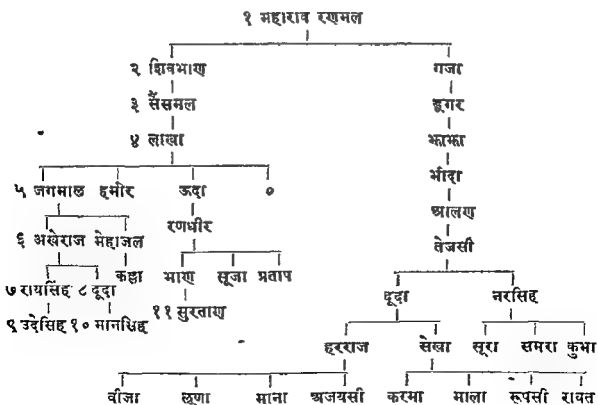 १ महाराव रणमल
२ शिवभाण गजा
३ सैंसमल डूगर
४ लाखा झाझा
भीदा
५ जगमाल हमीर ऊदा ०
आलण
रणधीर
६ अखेराज मेहाजल तेजसी
कल्ला भाण सूजा प्रताप
७ रायसिंह ८ दूदा
दूदा नरसिंह
११ सुरताण
९ उदेसिह १० मानसिह
हरराज सेखा सूरा समरा कुभा
वीजा लूणा माना अजयसी करमा माला रूपसी रावत